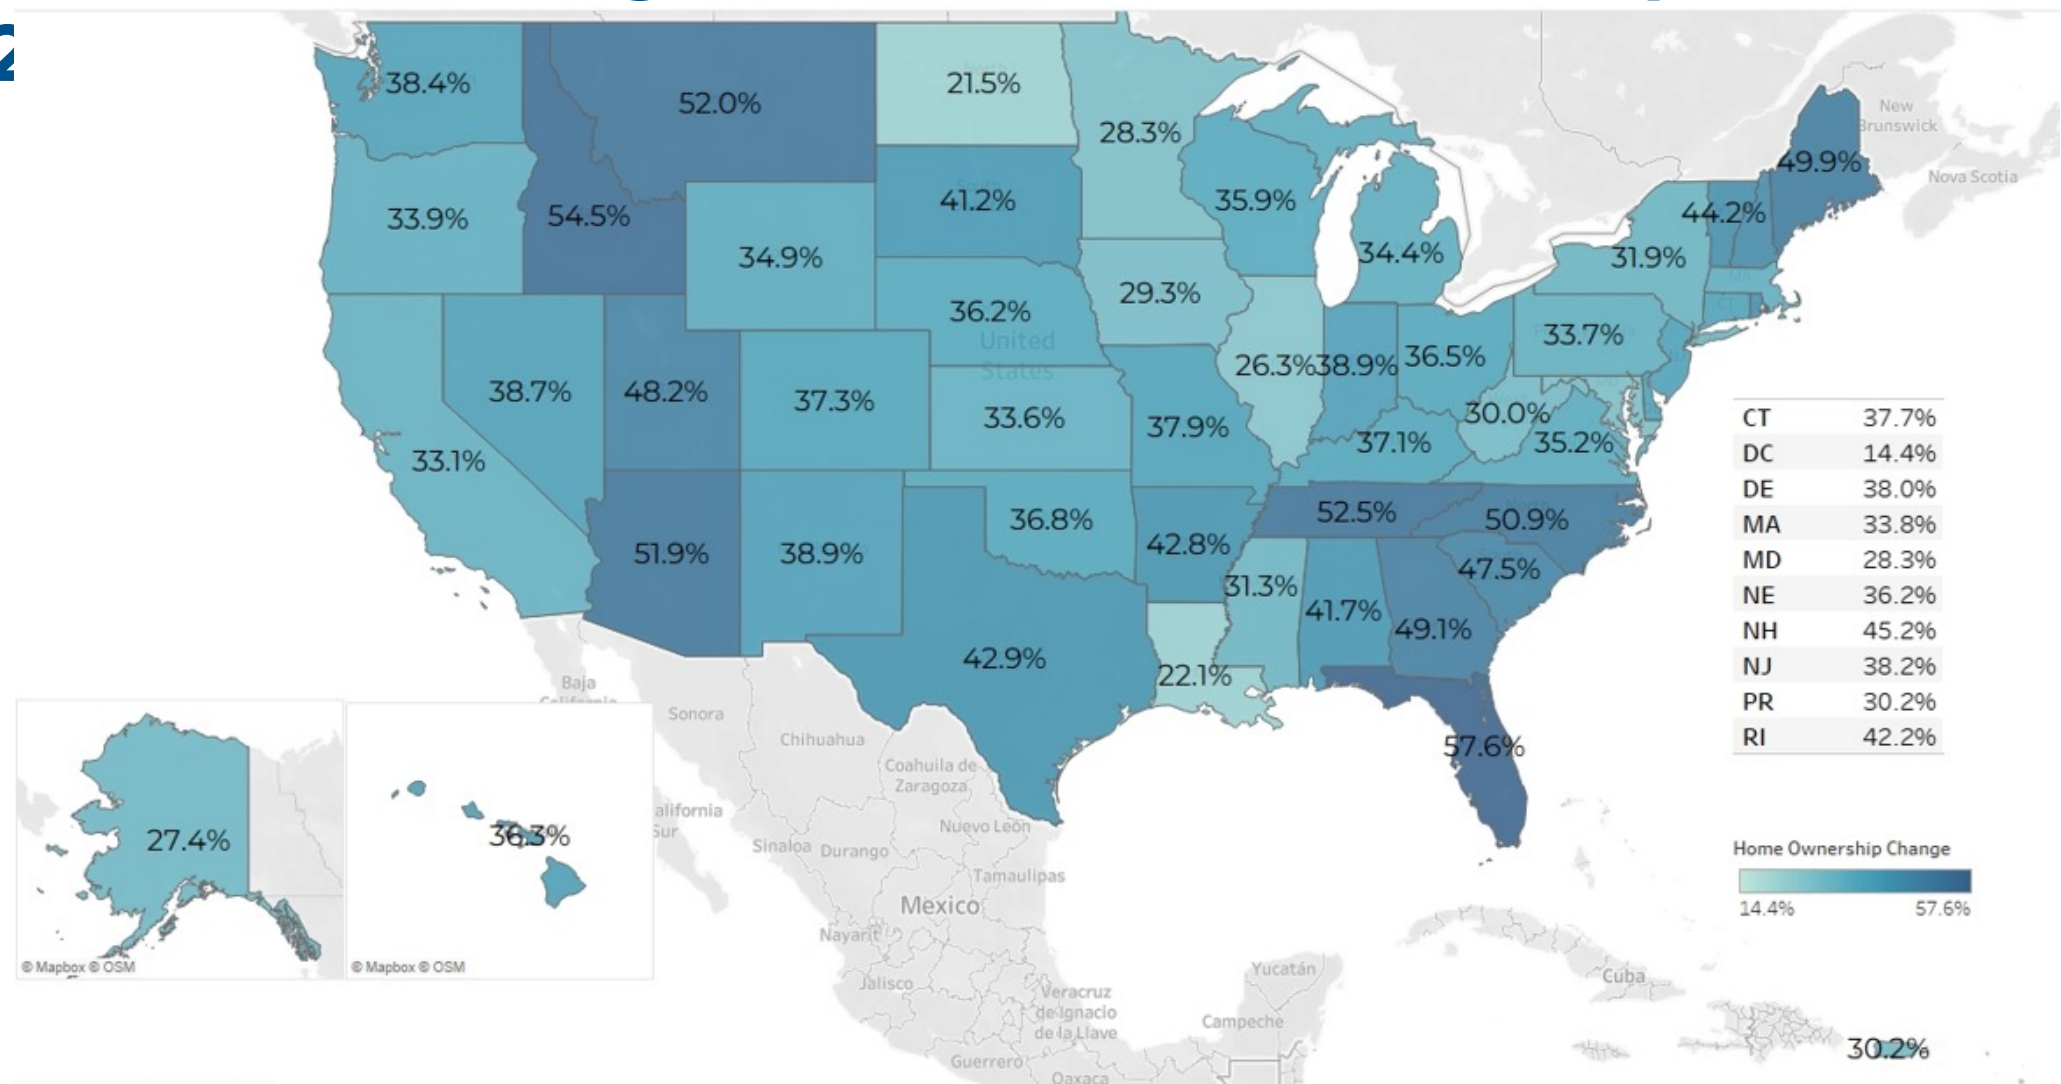 2
38.4%
52.0%
21.5%
28.3%
49.9%
New
Brunswick
Nova Scotia
33.9%
54.5%
34.9%
41.2%
35.9%
34.4%
31.9%
44.2%
36.2%
29.3%
33.7%
United
States
38.7%
48.2%
37.3%
33.6%
37.9%
26.3%
38.9%
36.5%
30.0%
35.2%
37.1%
33.1%
51.9%
38.9%
36.8%
42.8%
52.5%
50.9%
47.5%
31.3%
41.7%
49.1%
42.9%
22.1%
57.6%
CT 37.7%
DC 14.4%
DE 38.0%
MA 33.8%
MD 28.3%
NE 36.2%
NH 45.2%
NJ 38.2%
PR 30.2%
RI 42.2%
Home Ownership Change
14.4% 57.6%
27.4%
© Mapbox © OSM
36.3%
© Mapbox © OSM
Baja
California
Sonora
Chihuahua
Coahuila de
Zaragoza
alifornia
Sur
Nuevo León
Sinaloa
Durango
Tamaulipas
Mexico
Nayarit
Jalisco
Veracruz
de Ignacio
de la Llave
Guerrero
Oaxaca
Yucatán
Campeche
Cuba
30.2%